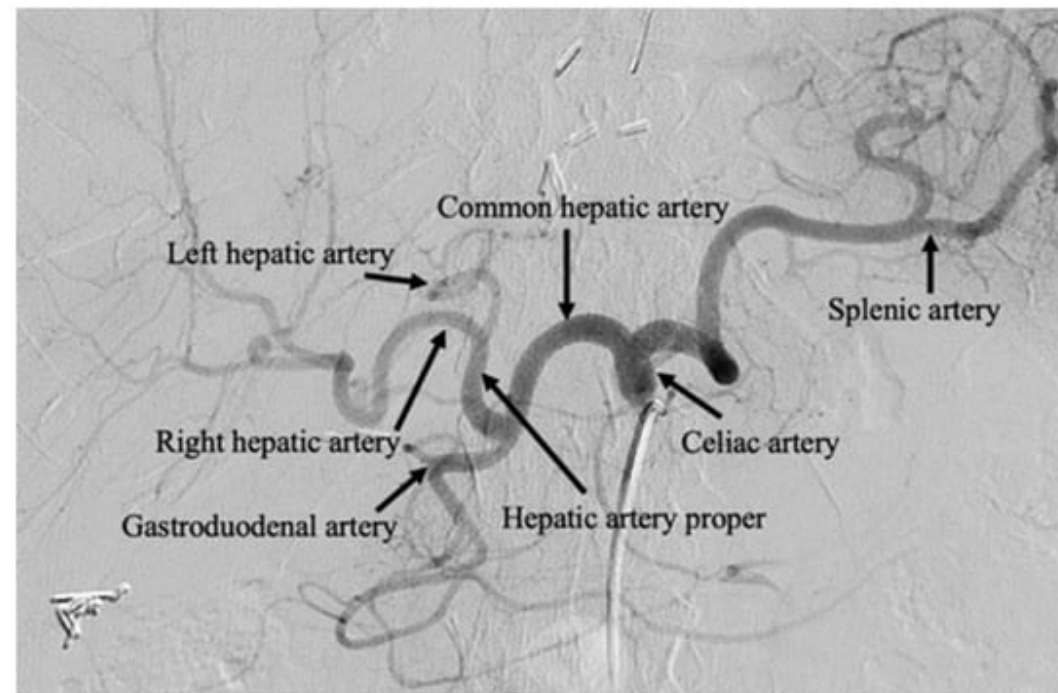 Common hepatic artery
Left hepatic artery
Splenic artery
Right hepatic artery
Celiac artery
Gastroduodenal artery
Hepatic artery proper